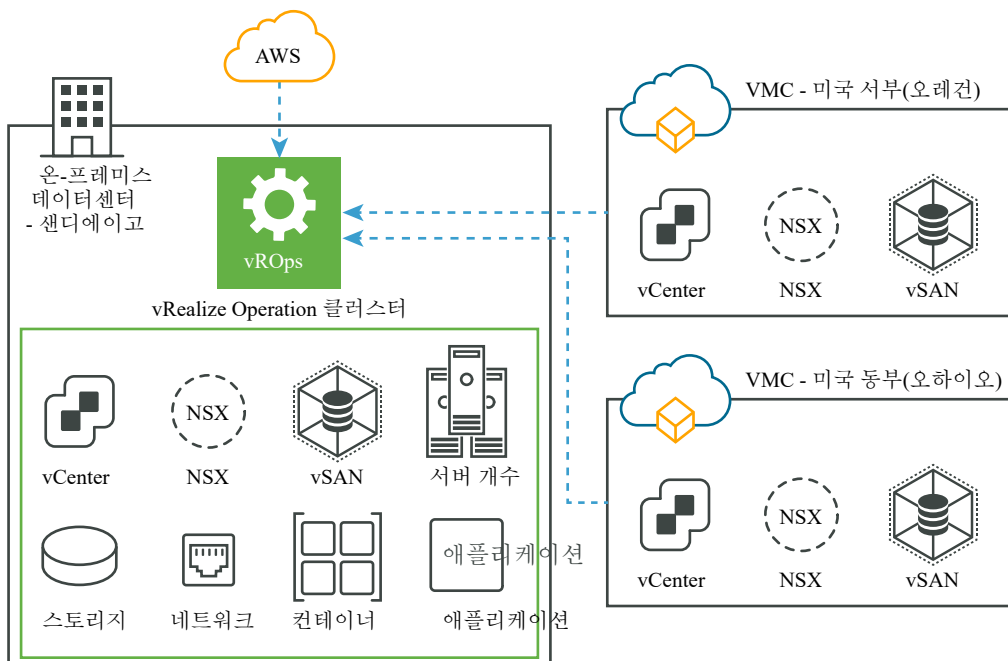 AWS
온-프레미스
데이터센터
- 샌디에이고
vROps
vRealize Operation 클러스터
vCenter
NSX
NSX
vSAN
서버 개수
스토리지
네트워크
컨테이너
애플리케이션
애플리케이션
VMC - 미국 서부(오레건)
vCenter
NSX
NSX
vSAN
VMC - 미국 동부(오하이오)
vCenter
NSX
NSX
vSAN